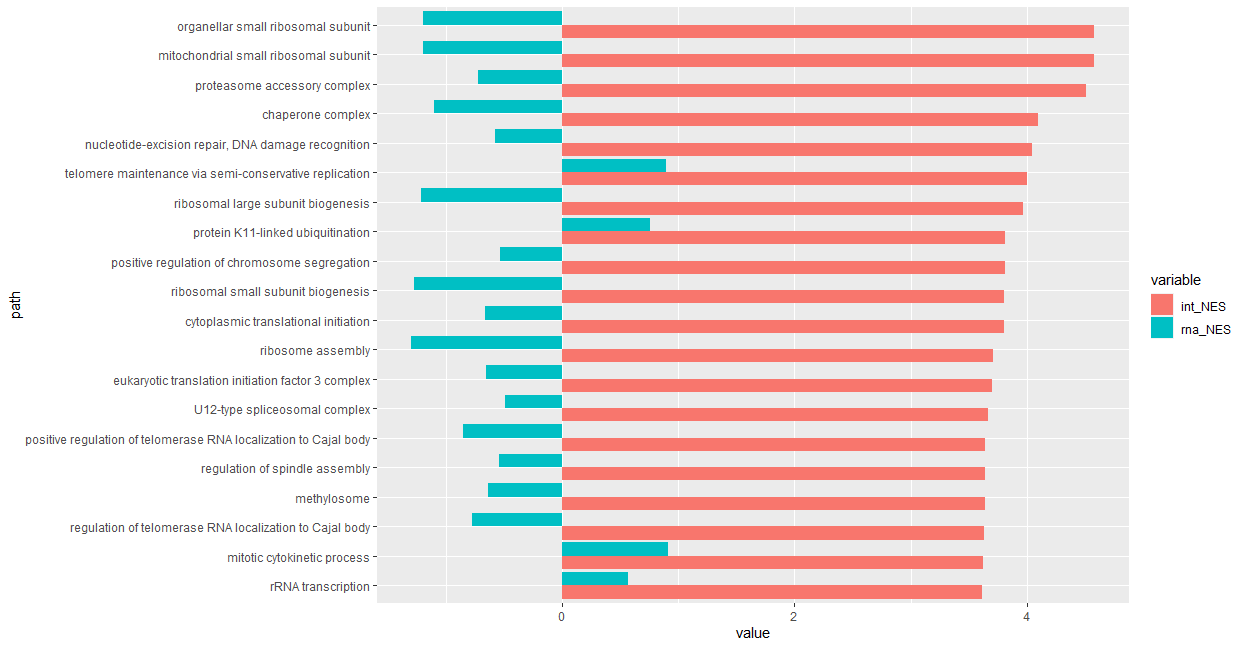 organellar small ribosomal subunit
mitochondrial small ribosomal subunit
proteasome accessory complex
chaperone complex
nucleotide-excision repair, DNA damage recognition
telomere maintenance via semi-conservative replication
ribosomal large subunit biogenesis
protein K11-linked ubiquitination
positive regulation of chromosome segregation
ribosomal small subunit biogenesis
cytoplasmic translational initiation
ribosome assembly
eukaryotic translation initiation factor 3 complex
U12-type spliceosomal complex
positive regulation of telomerase RNA localization to Cajal body
regulation of spindle assembly
methylosome
regulation of telomerase RNA localization to Cajal body
mitotic cytokinetic process
rRNA transcription
path
0 2 4
value
variable
int_NES
rna_NES